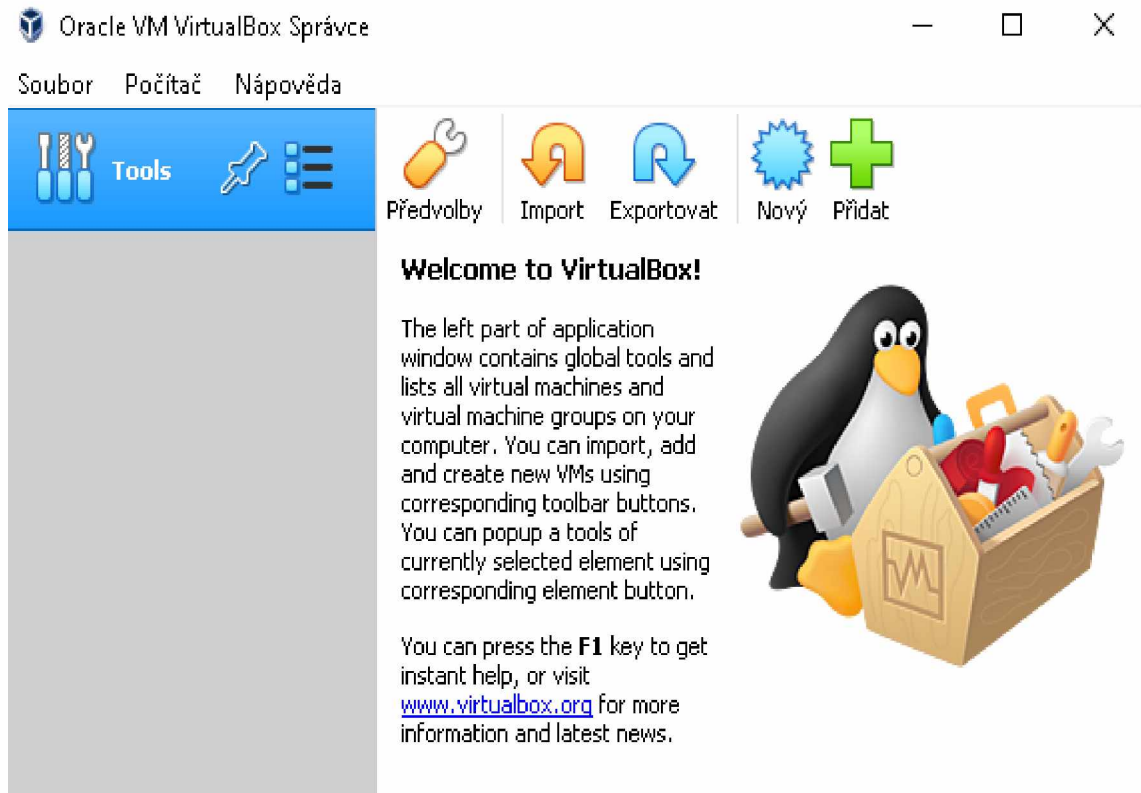 Oracle VM VirtualBox Správce
Soubor Počítač Nápověda
Tools
Předvolby Import Exportovat Nový Přidat
Welcome to VirtualBox!
The left part of application
window contains global tools and
lists all virtual machines and
virtual machine groups on your
computer. You can import, add
and create new VMs using
corresponding toolbar buttons.
You can popup a tools of
currently selected element using
corresponding element button.
You can press the F1 key to get
instant help, or visit
www.virtualbox.org for more
information and latest news.